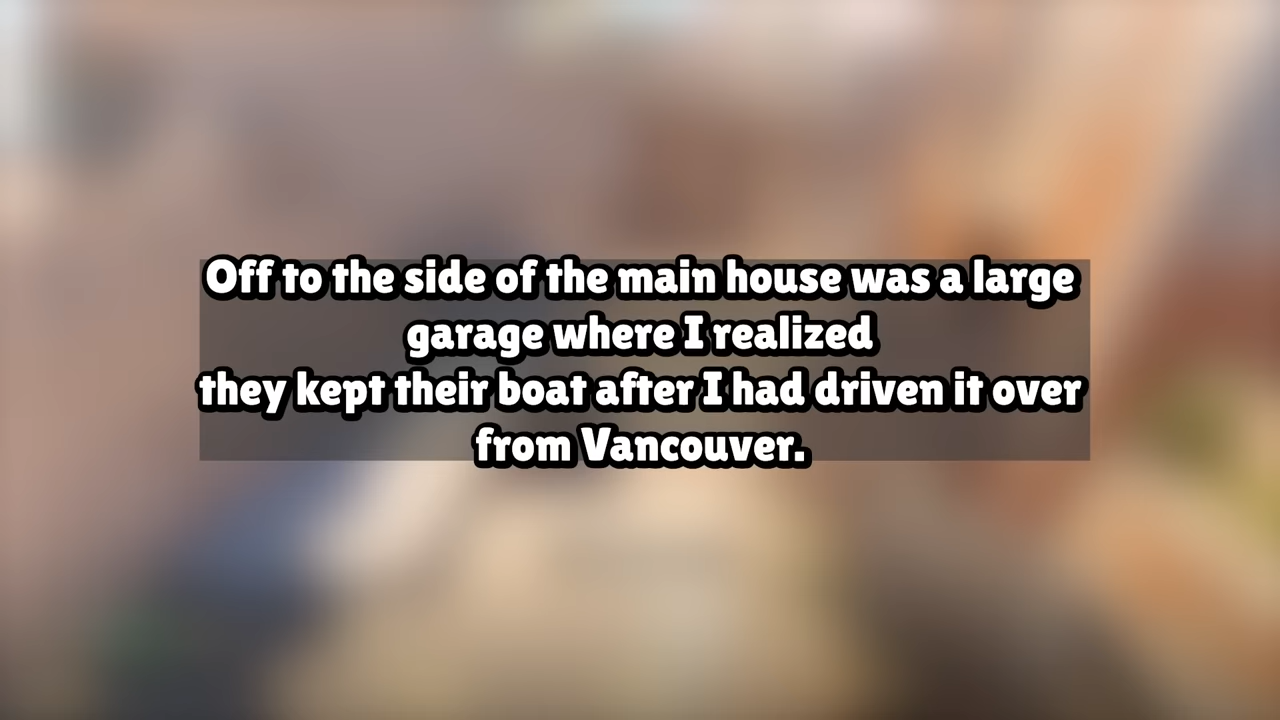 Off to the side of the main house was a large
garage where I realized
they kept their boat after I had driven it over
from Vancouver.